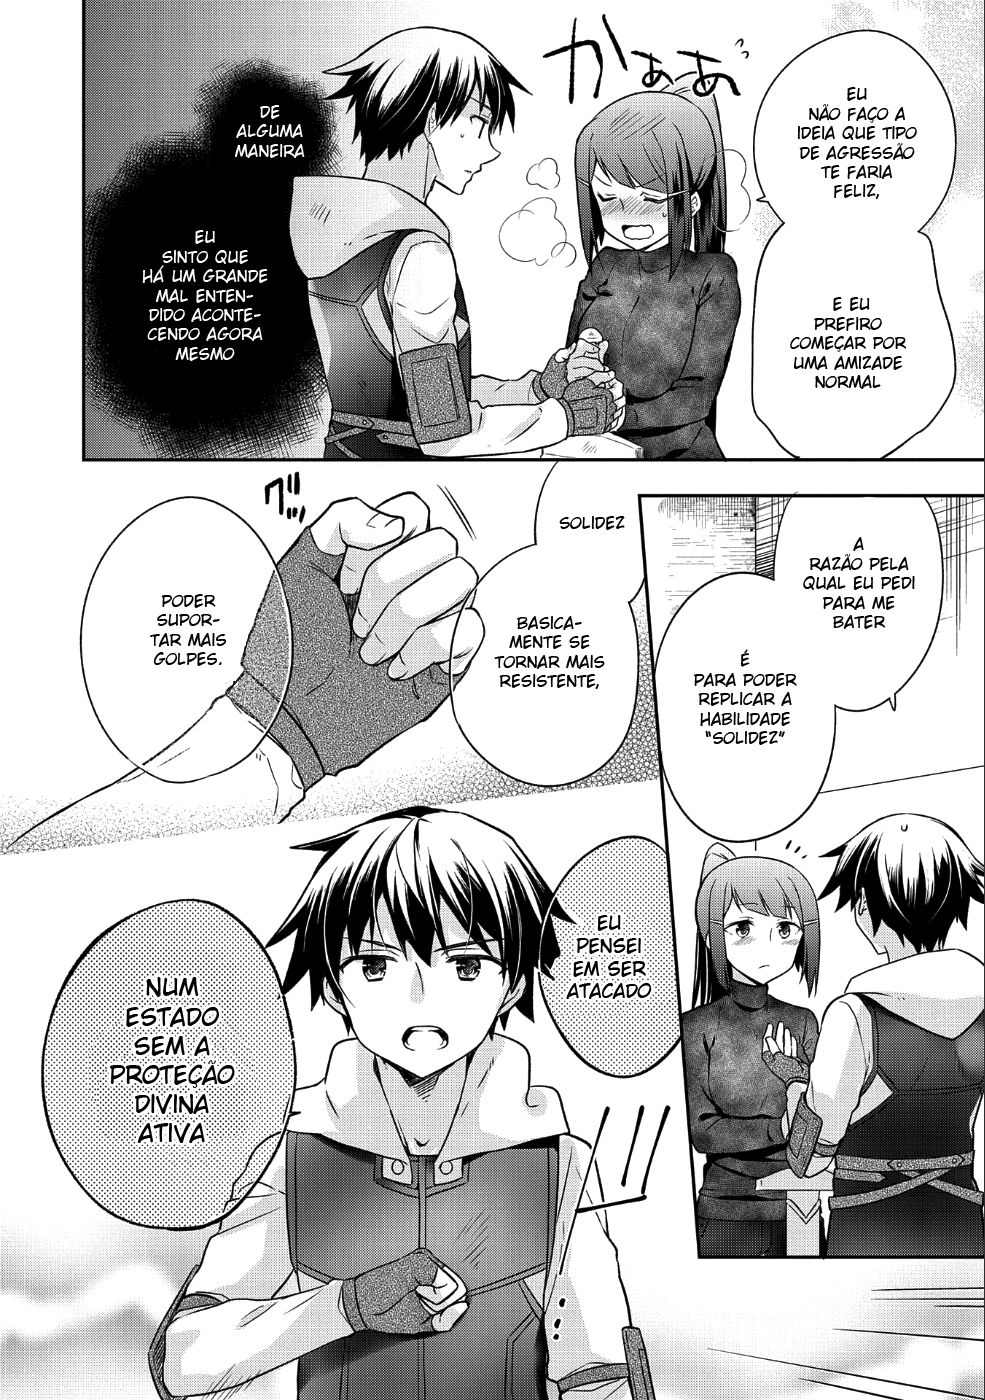 EU
NÃO FAÇO A
IDEIA QUE TIPO
DE AGRESSÃO
TE FARIA
FELIZ,
E EU
PREFIRO
COMEÇAR POR
UMA AMIZADE
NORMAL
かぁぁ
DE
ALGUMA
MANEIRA
EU
SINTO QUE
HÁ UM GRANDE
MAL ENTEN-
DIDO ACONTE-
CENDO AGORA
MESMO
A
RAZÃO PELA
QUAL EU PEDI
PARA ME
BATER
É
PARA PODER
REPLICAR A
HABILIDADE
"SOLIDEZ"
SOLIDEZ
BASICA-
MENTE SE
TORNAR MAIS
RESISTENTE,
グッ
PODER
SUPOR-
TAR MAIS
GOLPES.
EU
PENSEI
EM SER
ATACADO
NUM
ESTADO
SEM A
PROTEÇÃO
DIVINA
ATIVA
!!